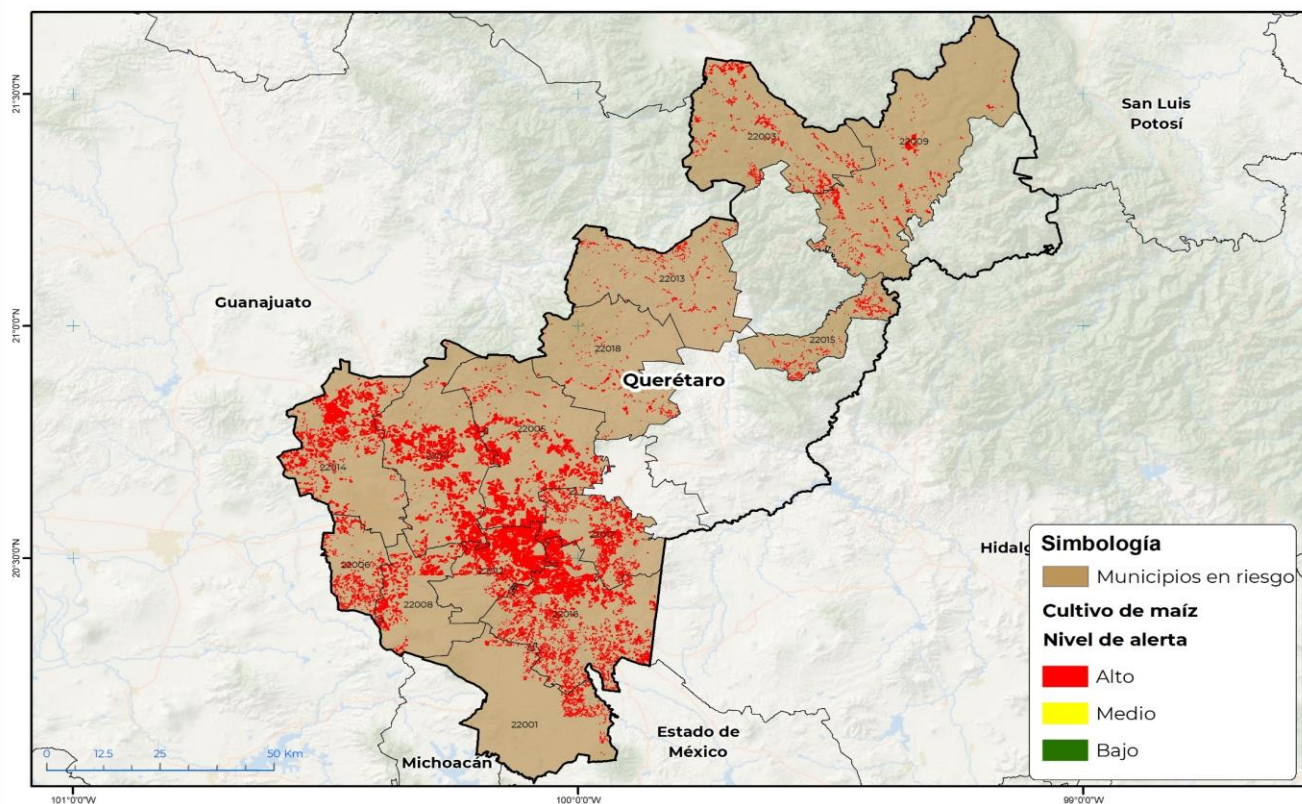 21°30'0"N
21°0'0"N
20°30'0"N
San Luis
Potosí
22003
22009
Guanajuato
22013
22015
22018
Querétaro
22005
22014
22006
22008
22016
22001
Hidalg
Simbología
Municipios en riesgo
Cultivo de maíz
Nivel de alerta
Alto
Medio
Bajo
Estado de
México
Michoacán
0 12.5 25 50 Km
101°0'0"W 100°0'0"W 99°0'0"W